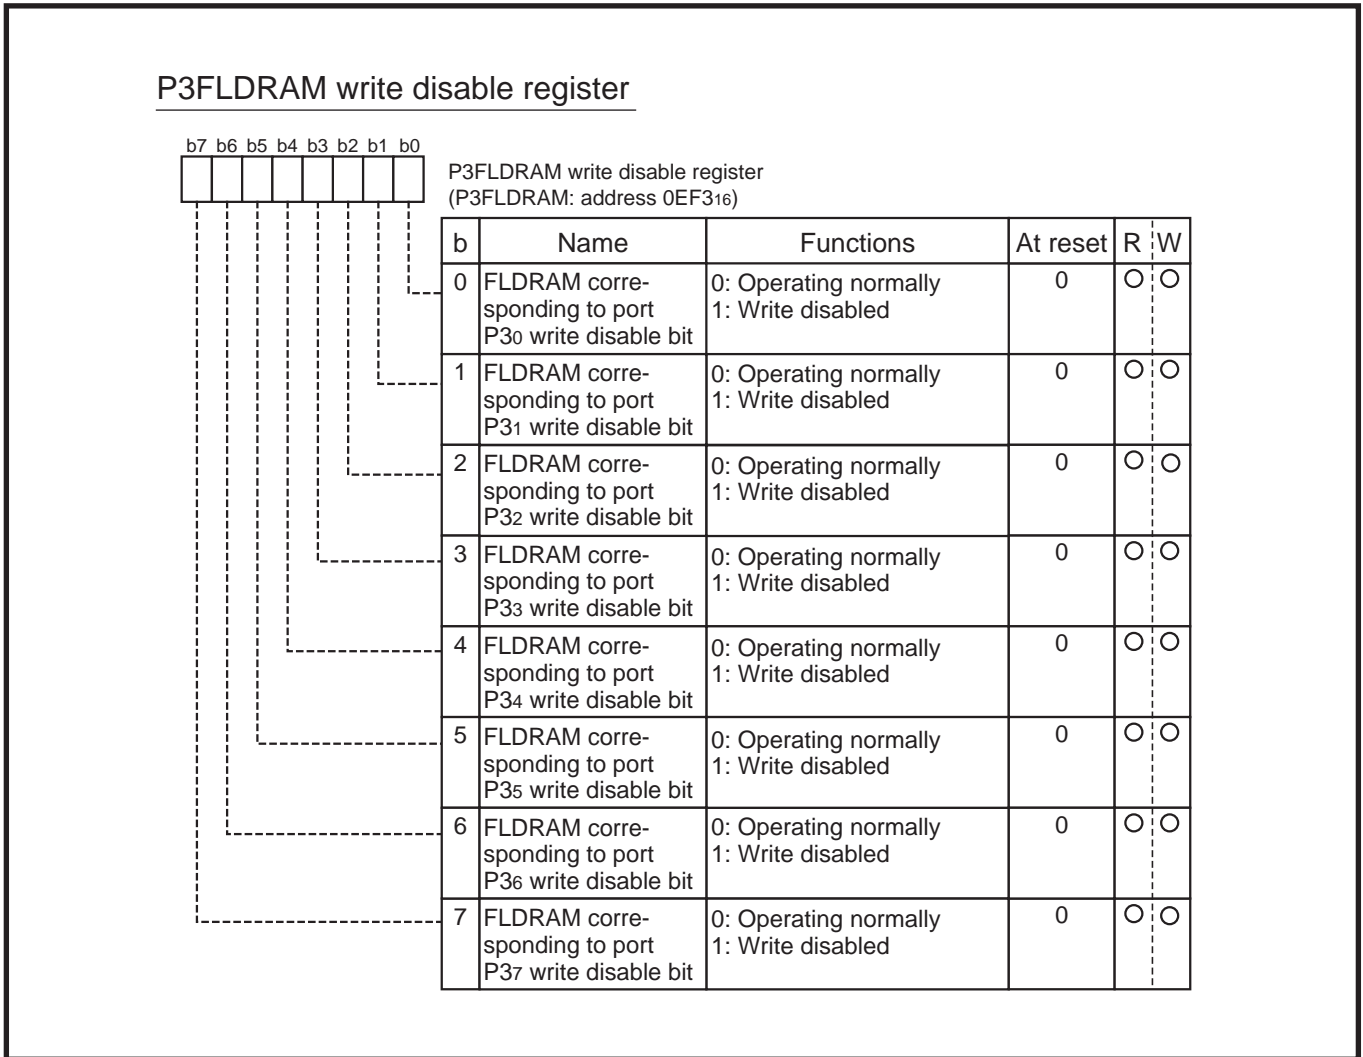 P3FLDRAM write disable register
b7 b6 b5 b4 b3 b2 b1 b0
P3FLDRAM write disable register
(P3FLDRAM: address 0EF316)
b Name Functions At reset R W
0 FLDRAM corre- 0: Operating normally 0 ○ ○
sponding to port 1: Write disabled
P30 write disable bit
1 FLDRAM corre- 0: Operating normally 0 ○ ○
sponding to port 1: Write disabled
P31 write disable bit
2 FLDRAM corre- 0: Operating normally 0 ○ ○
sponding to port 1: Write disabled
P32 write disable bit
3 FLDRAM corre- 0: Operating normally 0 ○ ○
sponding to port 1: Write disabled
P33 write disable bit
4 FLDRAM corre- 0: Operating normally 0 ○ ○
sponding to port 1: Write disabled
P34 write disable bit
5 FLDRAM corre- 0: Operating normally 0 ○ ○
sponding to port 1: Write disabled
P35 write disable bit
6 FLDRAM corre- 0: Operating normally 0 ○ ○
sponding to port 1: Write disabled
P36 write disable bit
7 FLDRAM corre- 0: Operating normally 0 ○ ○
sponding to port 1: Write disabled
P37 write disable bit